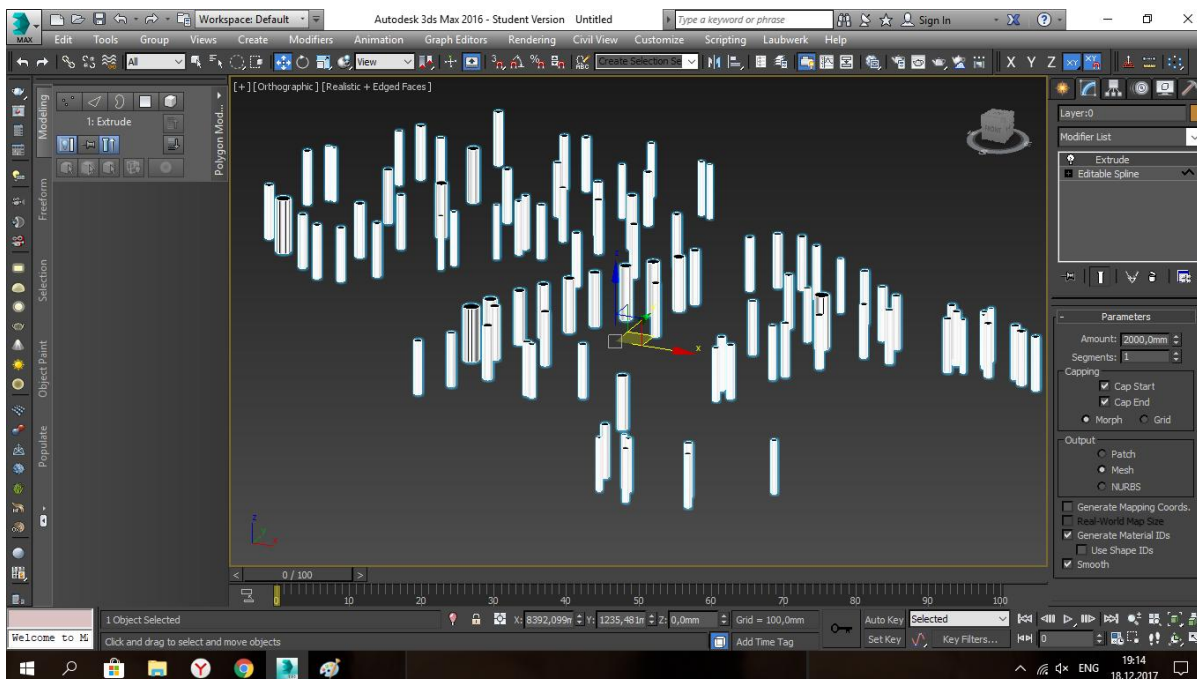 Workspace: Default
Autodesk 3ds Max 2016 - Student Version Untitled
Type a keyword or phrase
Sign In
MAX
Edit Tools Group Views Create Modifiers Animation Graph Editors Rendering Civil View Customize Scripting Laubwerk Help
All
View
Create Selection Se
X Y Z XY
[+] [Orthographic] [Realistic + Edged Faces]
Modeling
Freeform
Selection
Object Paint
Populate
1: Extrude
Polygon Mod...
z
x
Layer:0
Modifier List
Extrude
Editable Spline
Parameters
Amount: 2000,0mm
Segments: 1
Capping
Cap Start
Cap End
Morph Grid
Output
Patch
Mesh
NURBS
Generate Mapping Coords.
Real-World Map Size
Generate Material IDs
Use Shape IDs
Smooth
< 0 / 100 >
0 10 20 30 40 50 60 70 80 90 100
1 Object Selected
X: 8392,099m Y: 1235,481m Z: 0,0mm
Grid = 100,0mm
Auto Key Selected
Welcome to M
Click and drag to select and move objects
Add Time Tag
Set Key Key Filters...
0
ENG
19:14
18.12.2017